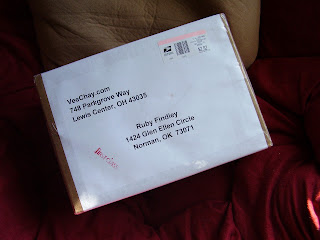 VeeChay.com
748 Parkgrove Way
Lewis Center, OH 43035
Ruby Findley
1424 Glen Ellen Circle
Norman, OK 73071